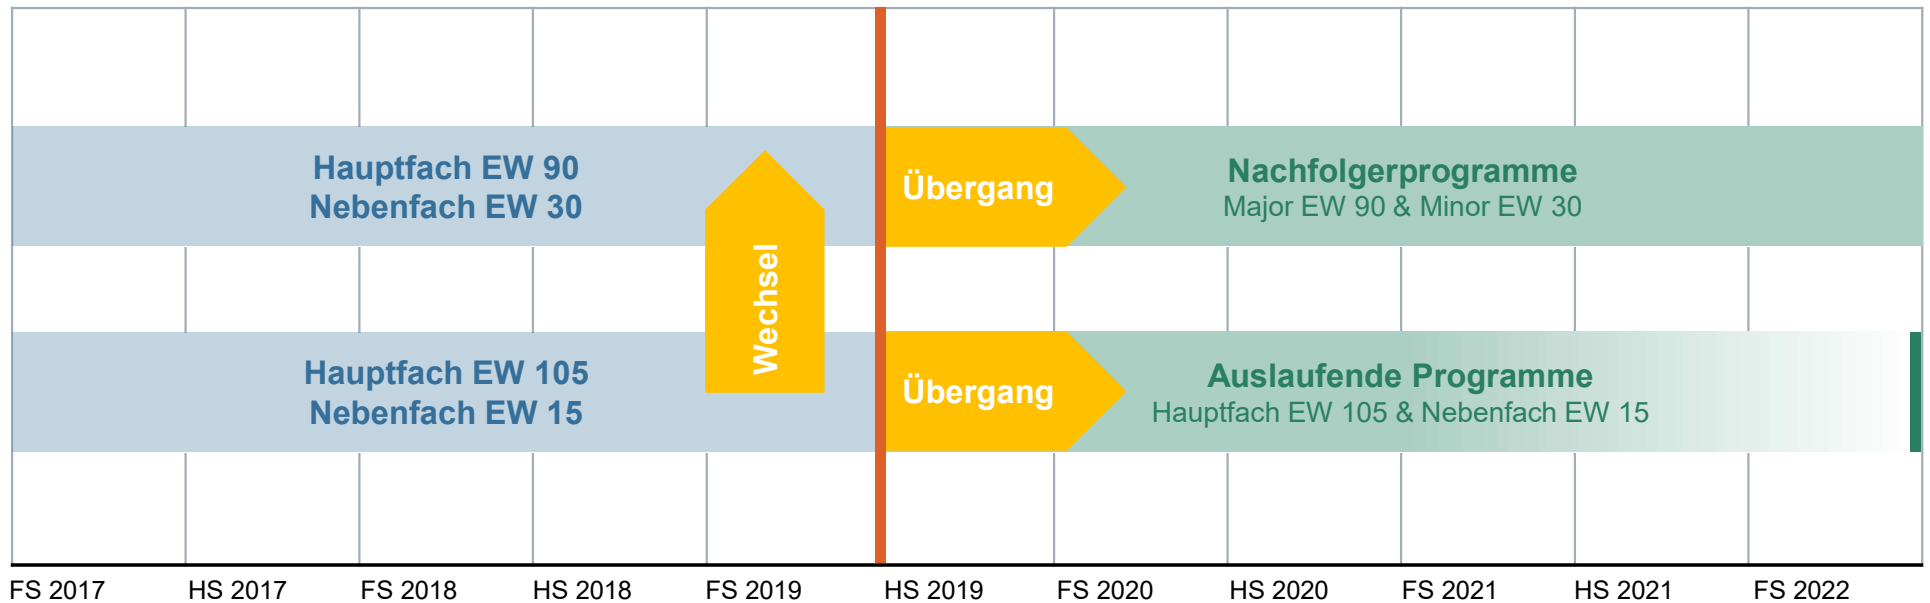 Hauptfach EW 90
Nebenfach EW 30
Übergang
Nachfolgerprogramme
Major EW 90 & Minor EW 30
Wechsel
Hauptfach EW 105
Nebenfach EW 15
Übergang
Auslaufende Programme
Hauptfach EW 105 & Nebenfach EW 15
FS 2017 HS 2017 FS 2018 HS 2018 FS 2019 HS 2019 FS 2020 HS 2020 FS 2021 HS 2021 FS 2022